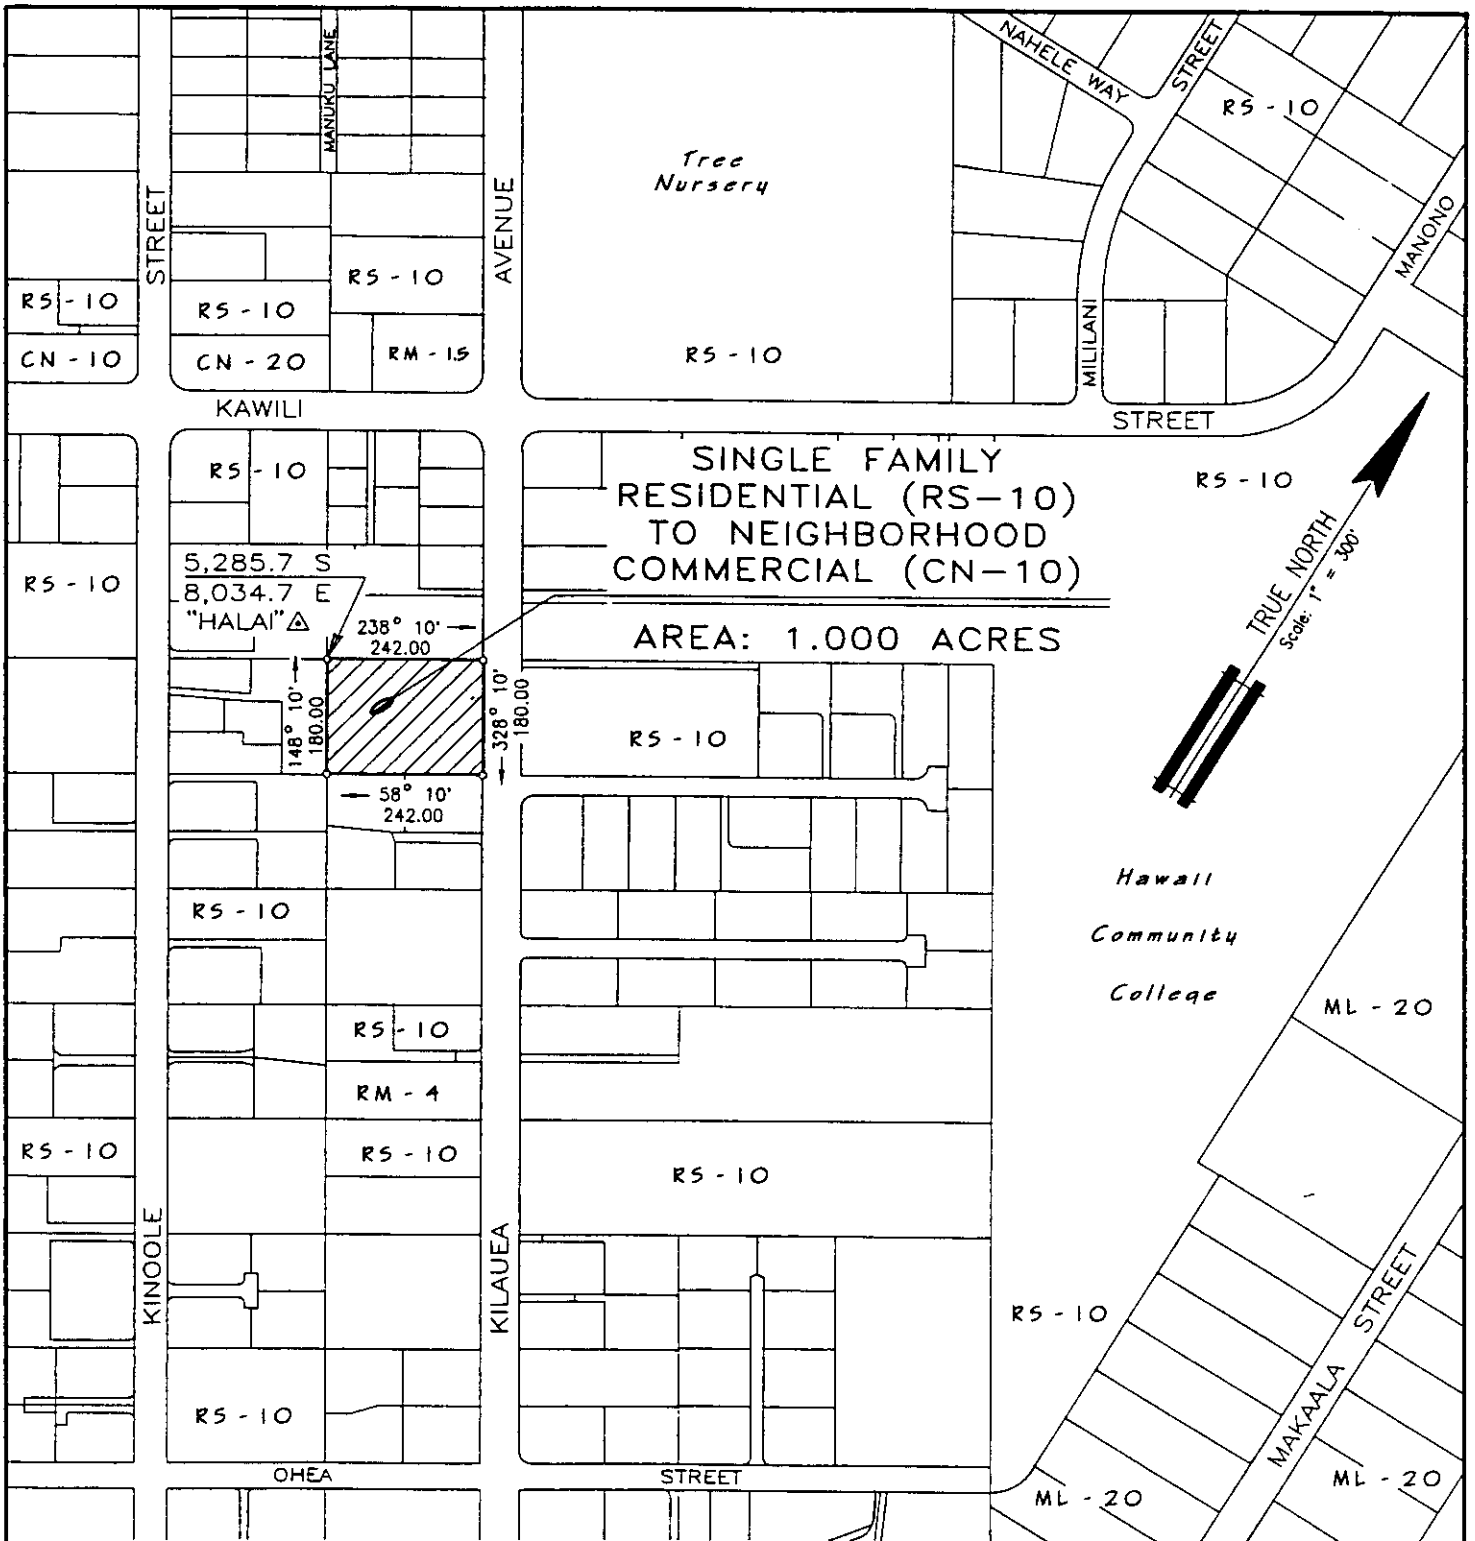 MANUKU LANE
NAHELE WAY
STREET
RS - 10
Tree
Nursery
STREET
AVENUE
MANONO
RS - 10
RS - 10
RS - 10
CN - 10
CN - 20
RM - 1.5
RS - 10
MILILANI
KAWILI
STREET
RS - 10
SINGLE FAMILY
RESIDENTIAL (RS-10)
TO NEIGHBORHOOD
COMMERCIAL (CN-10)
RS - 10
TRUE NORTH
Scale: 1" = 300'
RS - 10
5,285.7 S
8,034.7 E
"HALAI"
AREA: 1.000 ACRES
238° 10'
242.00
148° 10'
180.00
328° 10'
180.00
58° 10'
242.00
RS - 10
Hawaii
Community
College
RS - 10
ML - 20
RS - 10
RM - 4
RS - 10
RS - 10
RS - 10
KINOOLE
KILAUEA
STREET
RS - 10
MAKAALA
RS - 10
OHEA
STREET
ML - 20
ML - 20